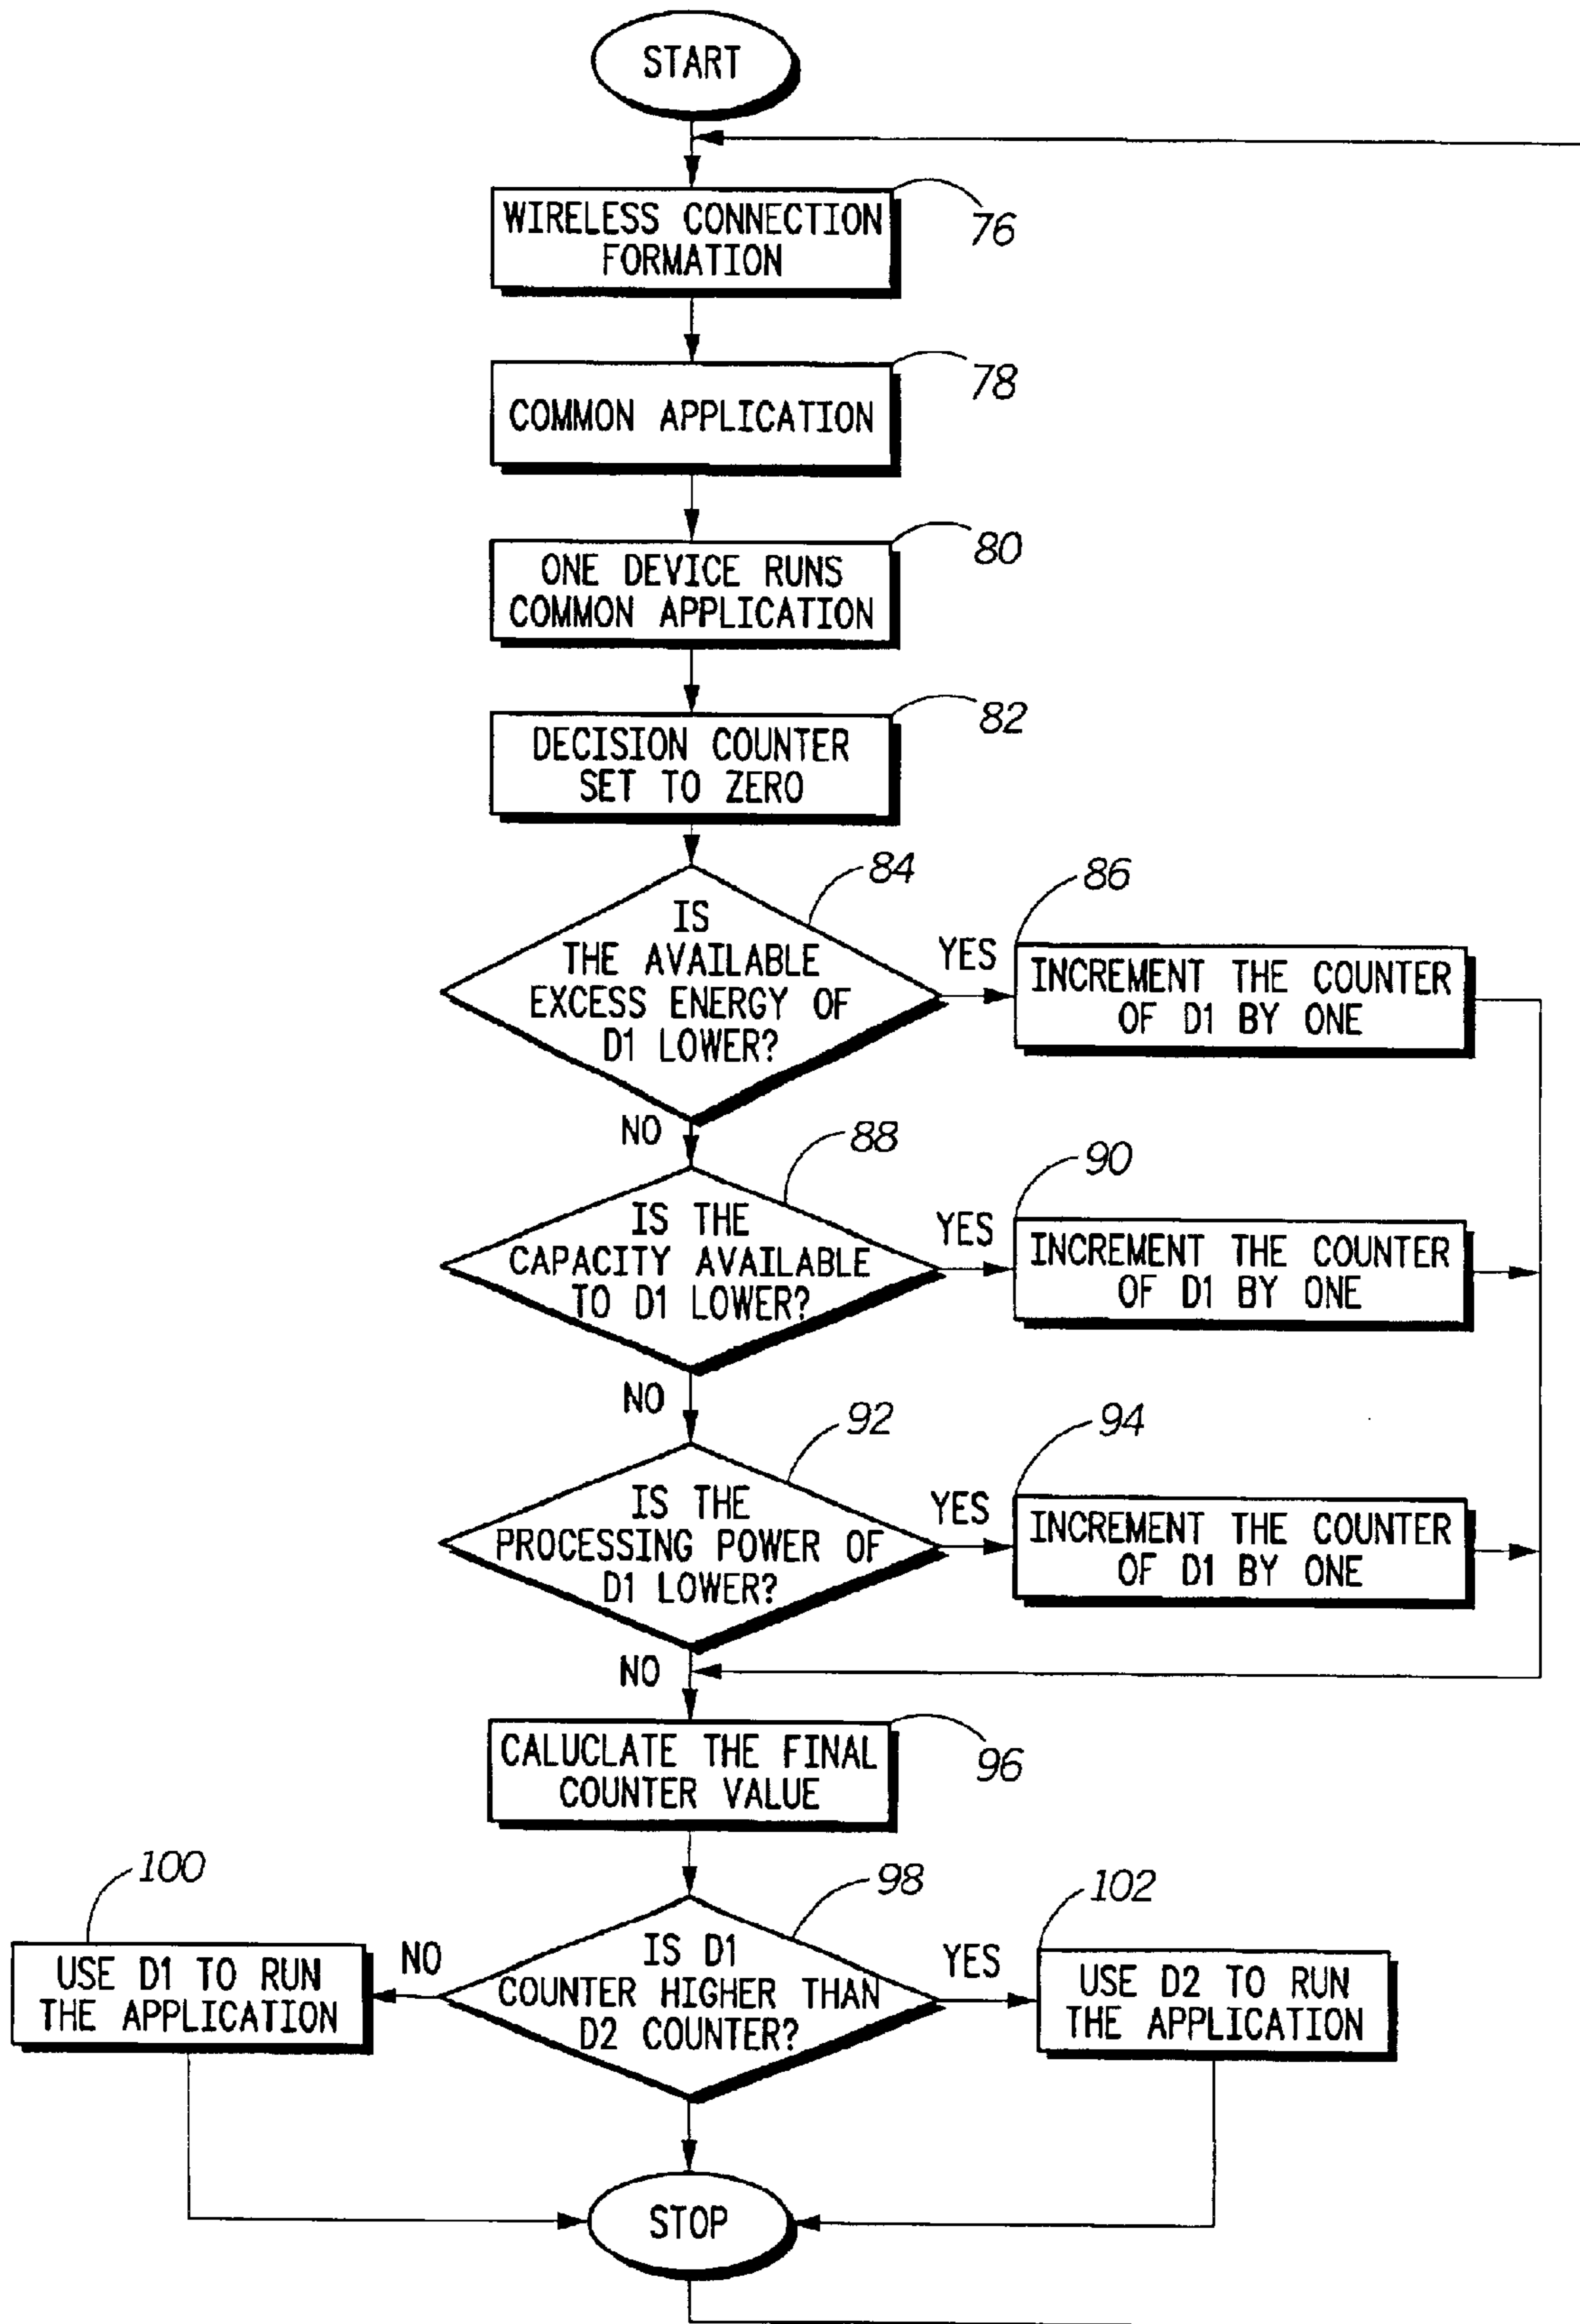 START
WIRELESS CONNECTION
FORMATION
76
COMMON APPLICATION
78
ONE DEVICE RUNS
COMMON APPLICATION
80
DECISION COUNTER
SET TO ZERO
82
IS
THE AVAILABLE
EXCESS ENERGY OF
D1 LOWER?
84
YES
86
INCREMENT THE COUNTER
OF D1 BY ONE
NO
IS THE
CAPACITY AVAILABLE
TO D1 LOWER?
88
YES
90
INCREMENT THE COUNTER
OF D1 BY ONE
NO
IS THE
PROCESSING POWER OF
D1 LOWER?
92
YES
94
INCREMENT THE COUNTER
OF D1 BY ONE
NO
CALUCLATE THE FINAL
COUNTER VALUE
96
100
USE D1 TO RUN
THE APPLICATION
NO
IS D1
COUNTER HIGHER THAN
D2 COUNTER?
98
YES
102
USE D2 TO RUN
THE APPLICATION
STOP